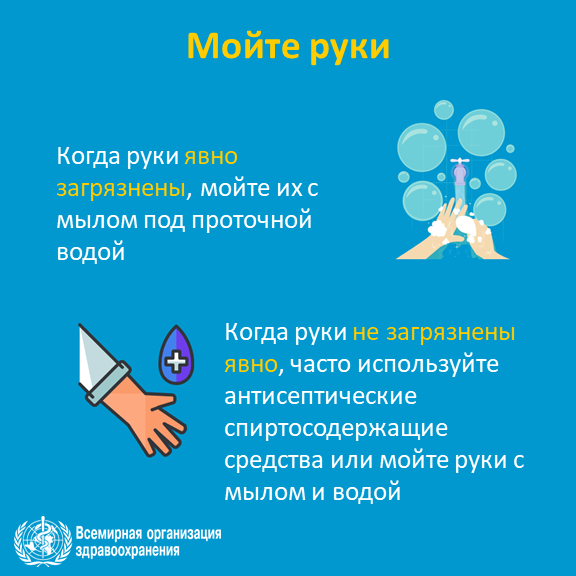 Мойте руки
Когда руки явно
загрязнены, мойте их с
мылом под проточной
водой
Когда руки не загрязнены
явно, часто используйте
антисептические
спиртосодержащие
средства или мойте руки с
мылом и водой
Всемирная организация
здравоохранения